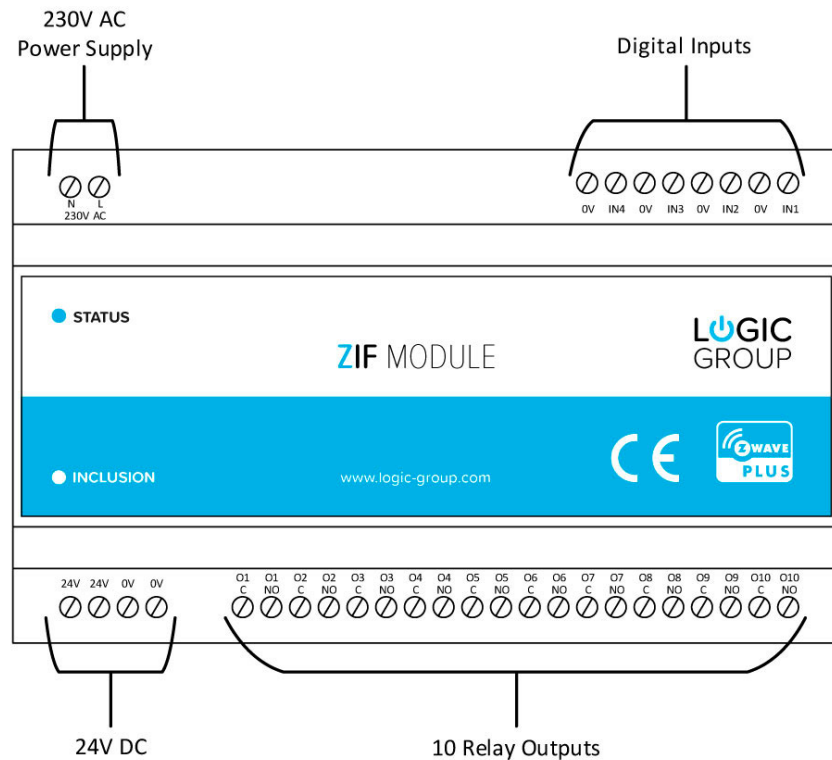 230V AC
Power Supply
Digital Inputs
N L
230V AC
0V IN4 0V IN3 0V IN2 0V IN1
STATUS
ZIF MODULE
LOGIC
GROUP
INCLUSION
www.logic-group.com
CE
Z WAVE
PLUS
24V 24V 0V 0V
O1 O1 O2 O2 O3 O3 O4 O4 O5 O5 O6 O6 O7 O7 O8 O8 O9 O9 O10 O10
C NO C NO C NO C NO C NO C NO C NO C NO C NO C NO
24V DC
10 Relay Outputs